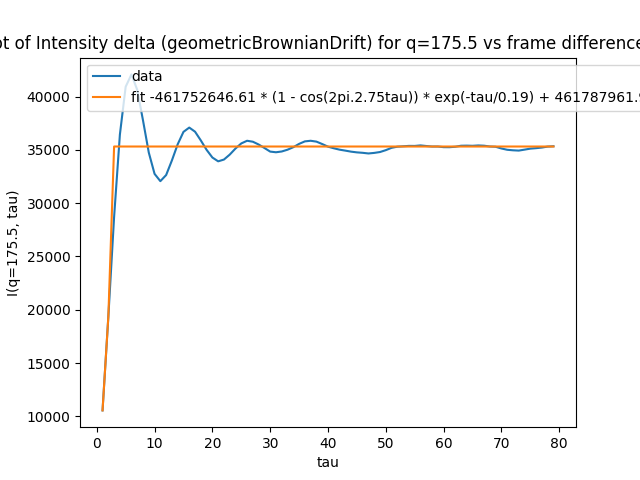 ot of Intensity delta (geometricBrownianDrift) for q=175.5 vs frame difference
data
fit -461752646.61 * (1 - cos(2pi.2.75tau)) * exp(-tau/0.19) + 461787961.9
I(q=175.5, tau)
40000
35000
30000
25000
20000
15000
10000
0 10 20 30 40 50 60 70 80
tau